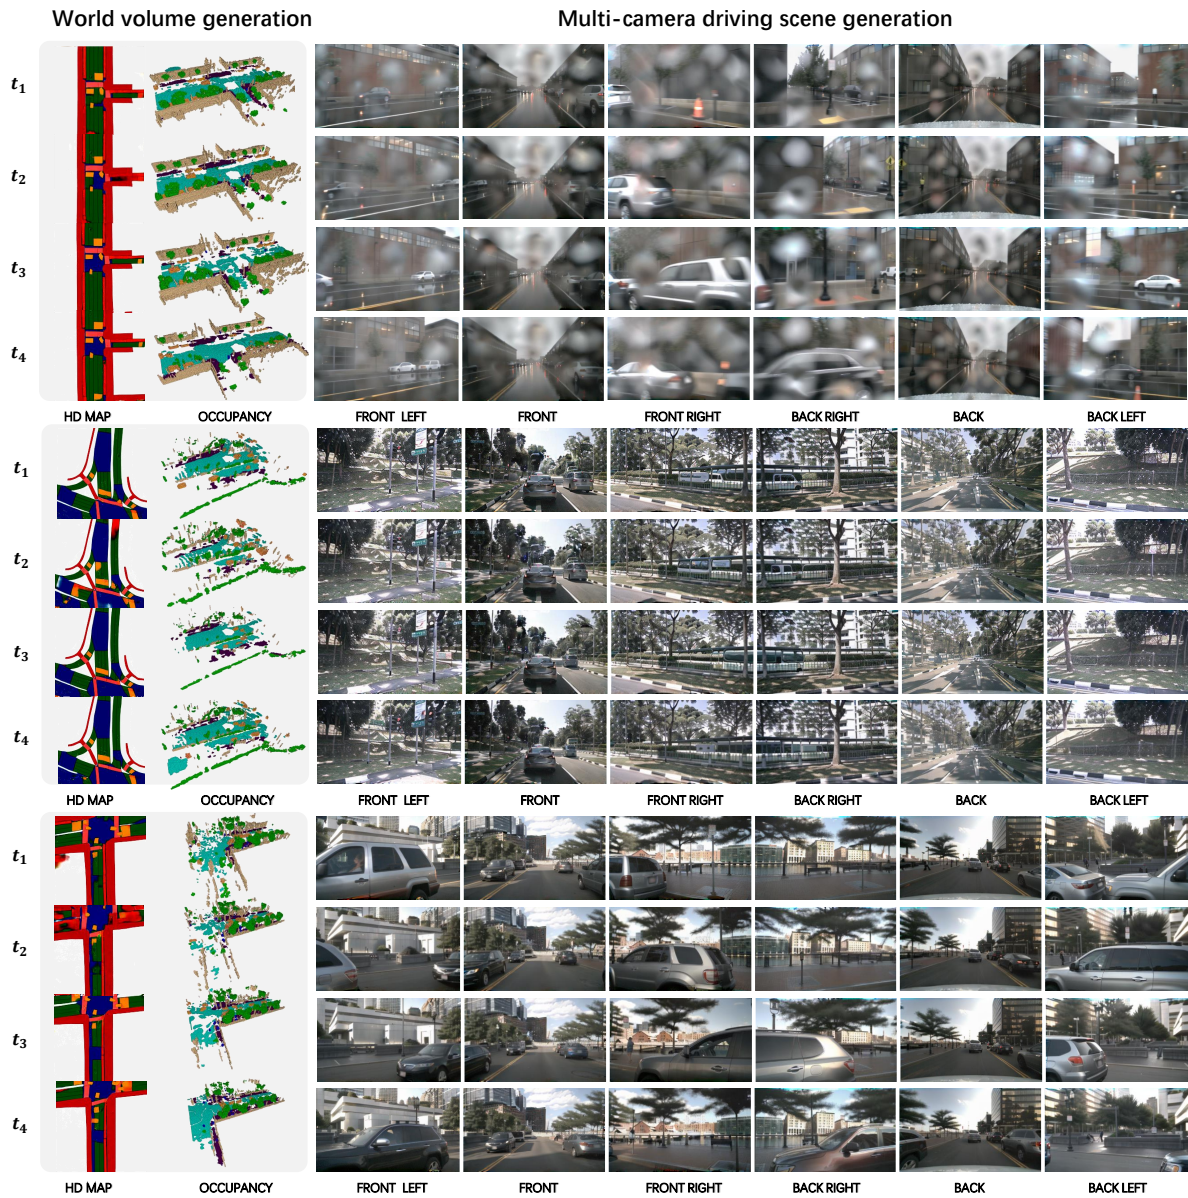 World volume generation
Multi-camera driving scene generation
t1
t2
t3
t4
HD MAP OCCUPANCY FRONT LEFT FRONT FRONT RIGHT BACK RIGHT BACK BACK LEFT
t1
t2
t3
t4
HD MAP OCCUPANCY FRONT LEFT FRONT FRONT RIGHT BACK RIGHT BACK BACK LEFT
t1
t2
t3
t4
HD MAP OCCUPANCY FRONT LEFT FRONT FRONT RIGHT BACK RIGHT BACK BACK LEFT